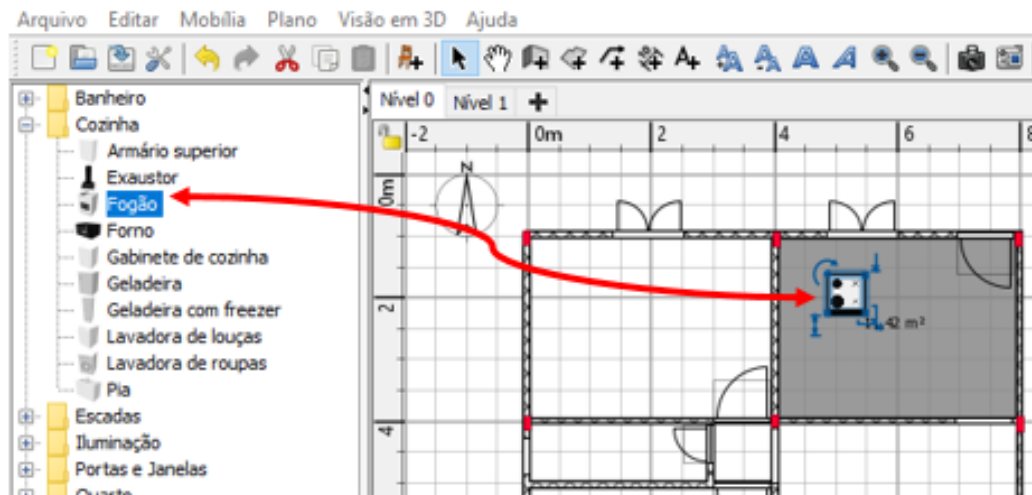 Arquivo Editar Mobília Plano Visão em 3D Ajuda
Banheiro
Cozinha
Armário superior
Exaustor
Fogão
Forno
Gabinete de cozinha
Geladeira
Geladeira com freezer
Lavadora de louças
Lavadora de roupas
Pia
Escadas
Iluminação
Portas e Janelas
Quarto
Nível 0 Nível 1
-2 0m 2 4 6 8
N
0m
2
4
42 m²